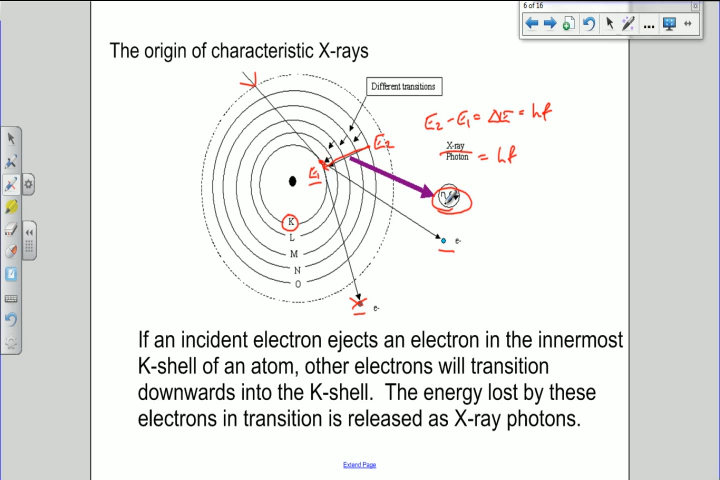 6 of 16
The origin of characteristic X-rays
Different transitions
E2 - E1 = ΔE = hf
E2
X-ray
Photon = hf
E1
K
L
M
N
O
e-
e-
If an incident electron ejects an electron in the innermost
K-shell of an atom, other electrons will transition
downwards into the K-shell. The energy lost by these
electrons in transition is released as X-ray photons.
Extend Page